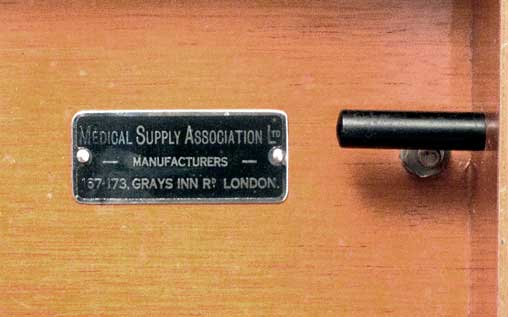 MEDICAL SUPPLY ASSOCIATION LTD
— MANUFACTURERS —
167-173, GRAYS INN RD LONDON.